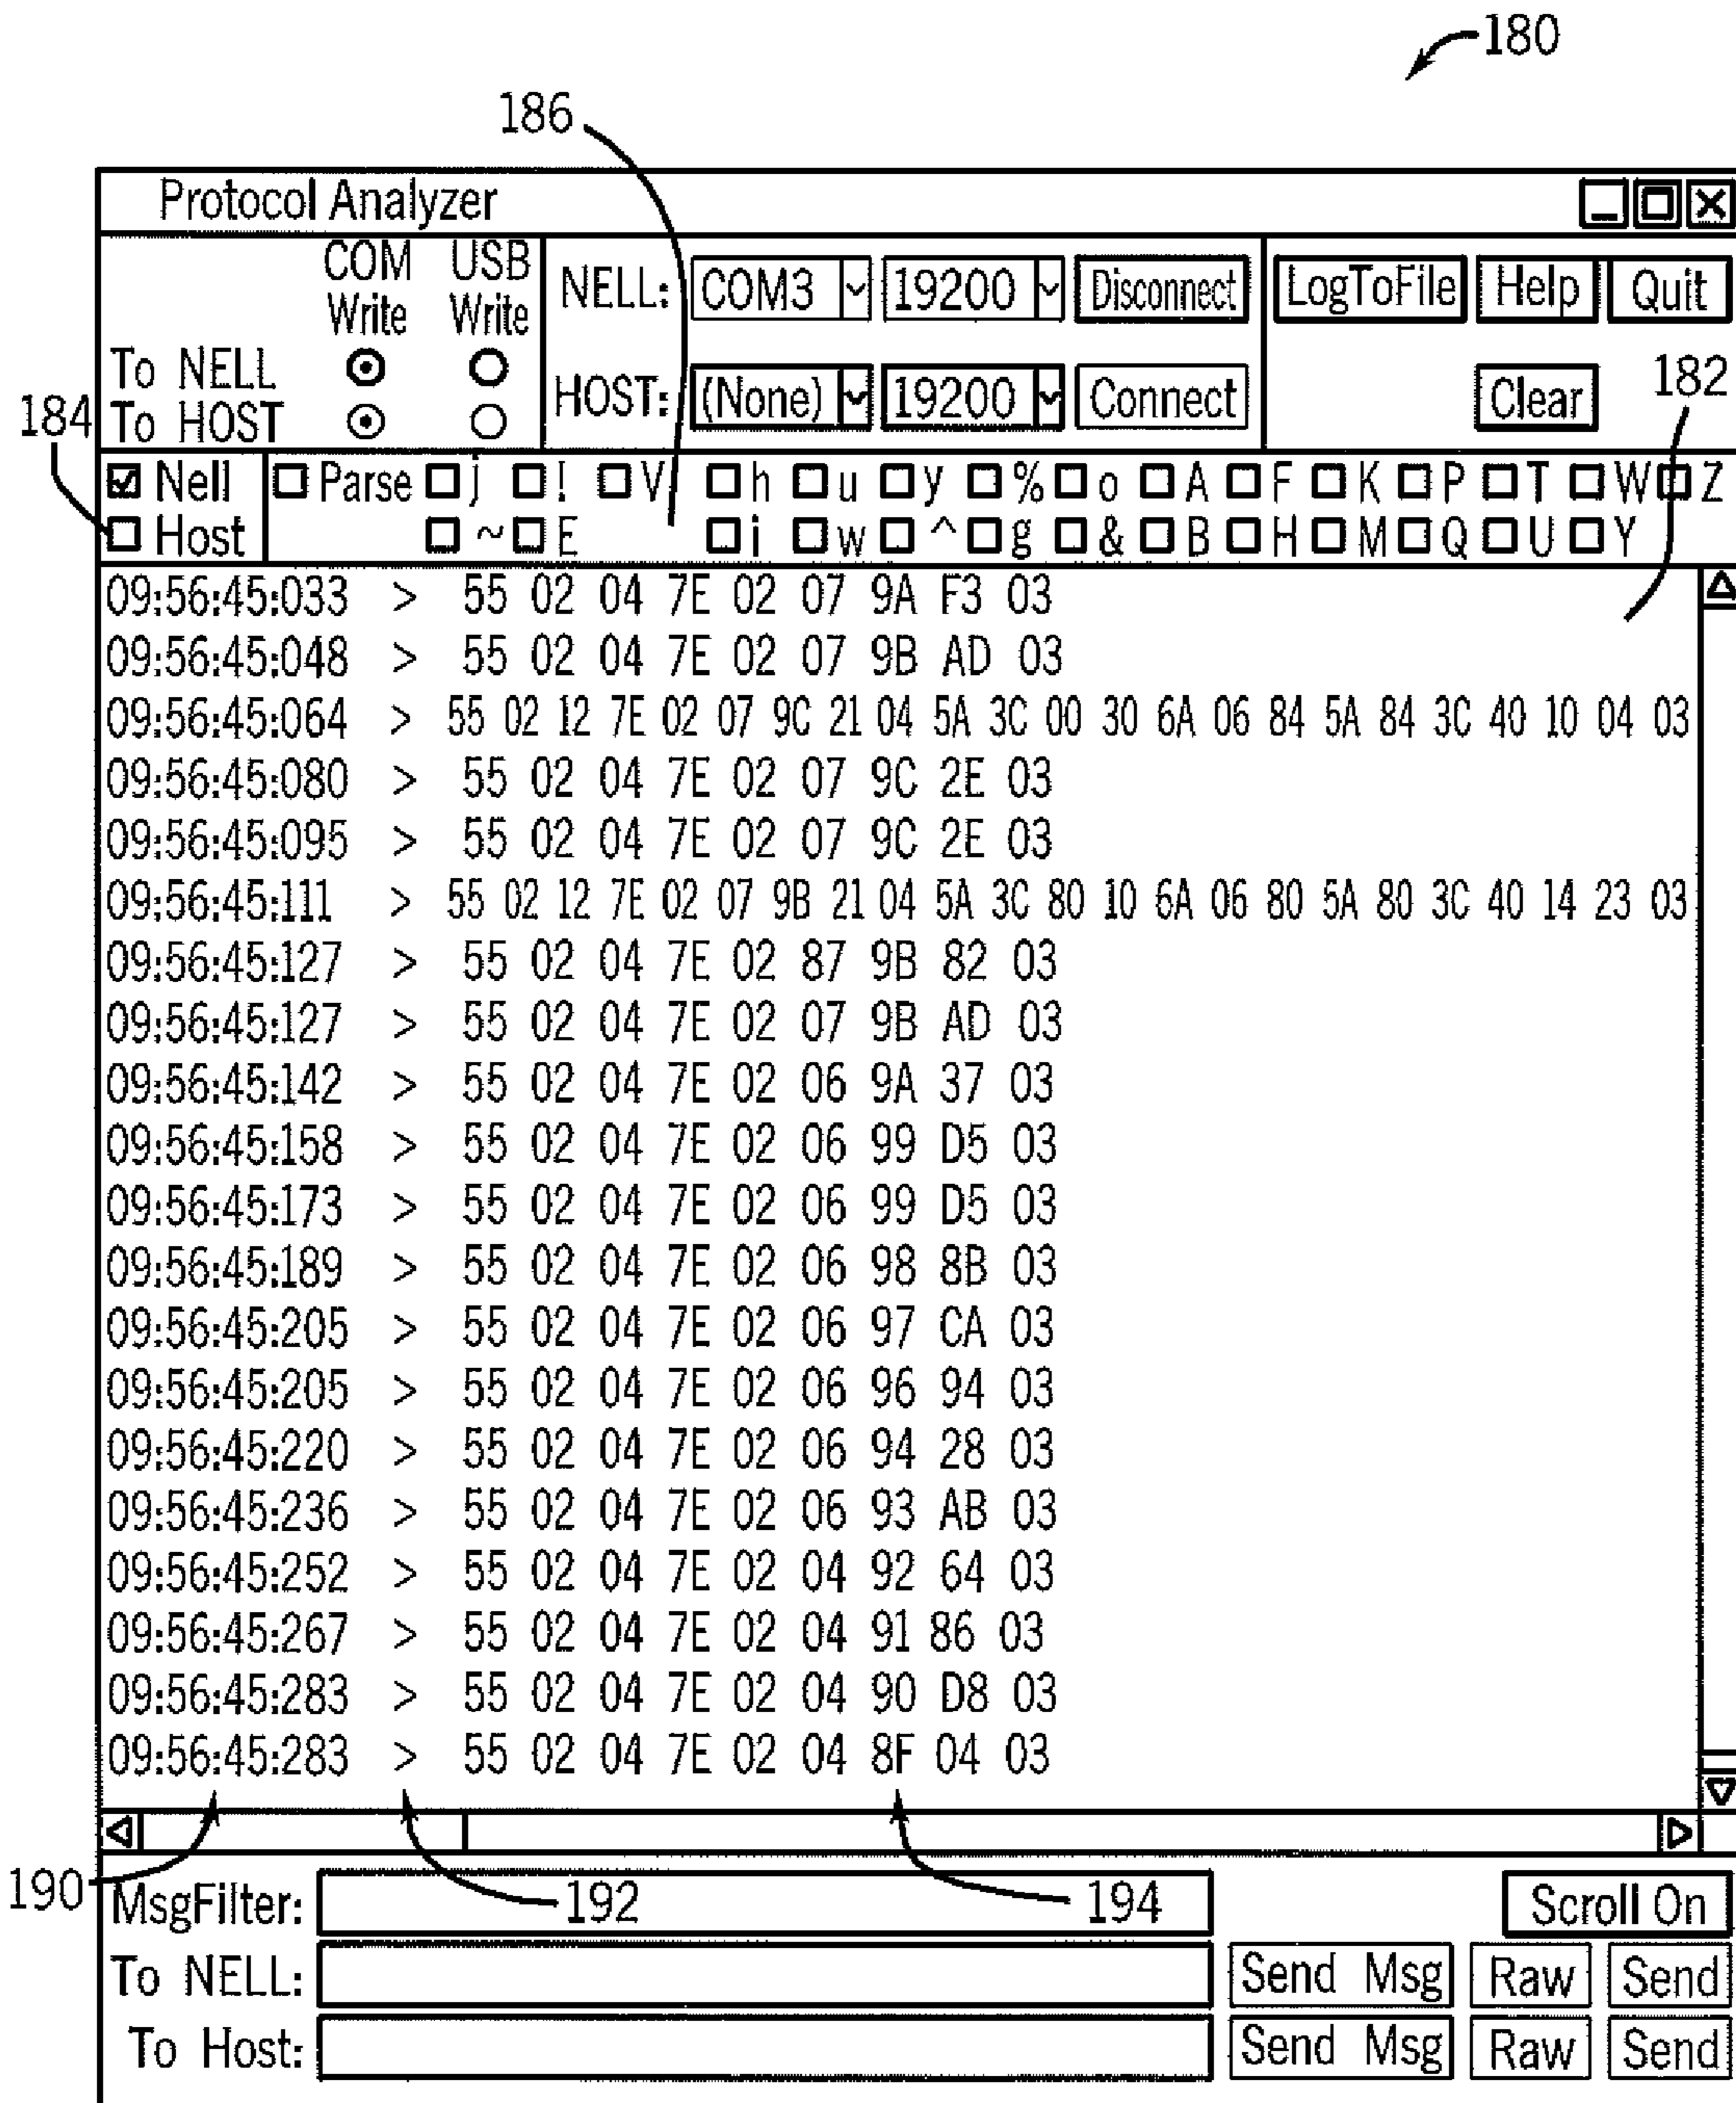 180
186
Protocol Analyzer
COM USB
Write Write
NELL: COM3 19200 Disconnect LogToFile Help Quit
To NELL
HOST: (None) 19200 Connect Clear
182
184
To HOST
Nell Parse j ! V h u y % o A F K P T W Z
Host ~ E i w ^ g & B H M Q U Y
09:56:45:033 > 55 02 04 7E 02 07 9A F3 03
09:56:45:048 > 55 02 04 7E 02 07 9B AD 03
09:56:45:064 > 55 02 12 7E 02 07 9C 21 04 5A 3C 00 30 6A 06 84 5A 84 3C 40 10 04 03
09:56:45:080 > 55 02 04 7E 02 07 9C 2E 03
09:56:45:095 > 55 02 04 7E 02 07 9C 2E 03
09:56:45:111 > 55 02 12 7E 02 07 9B 21 04 5A 3C 80 10 6A 06 80 5A 80 3C 40 14 23 03
09:56:45:127 > 55 02 04 7E 02 87 9B 82 03
09:56:45:127 > 55 02 04 7E 02 07 9B AD 03
09:56:45:142 > 55 02 04 7E 02 06 9A 37 03
09:56:45:158 > 55 02 04 7E 02 06 99 D5 03
09:56:45:173 > 55 02 04 7E 02 06 99 D5 03
09:56:45:189 > 55 02 04 7E 02 06 98 8B 03
09:56:45:205 > 55 02 04 7E 02 06 97 CA 03
09:56:45:205 > 55 02 04 7E 02 06 96 94 03
09:56:45:220 > 55 02 04 7E 02 06 94 28 03
09:56:45:236 > 55 02 04 7E 02 06 93 AB 03
09:56:45:252 > 55 02 04 7E 02 04 92 64 03
09:56:45:267 > 55 02 04 7E 02 04 91 86 03
09:56:45:283 > 55 02 04 7E 02 04 90 D8 03
09:56:45:283 > 55 02 04 7E 02 04 8F 04 03
190
MsgFilter: 192 194 Scroll On
To NELL: Send Msg Raw Send
To Host: Send Msg Raw Send